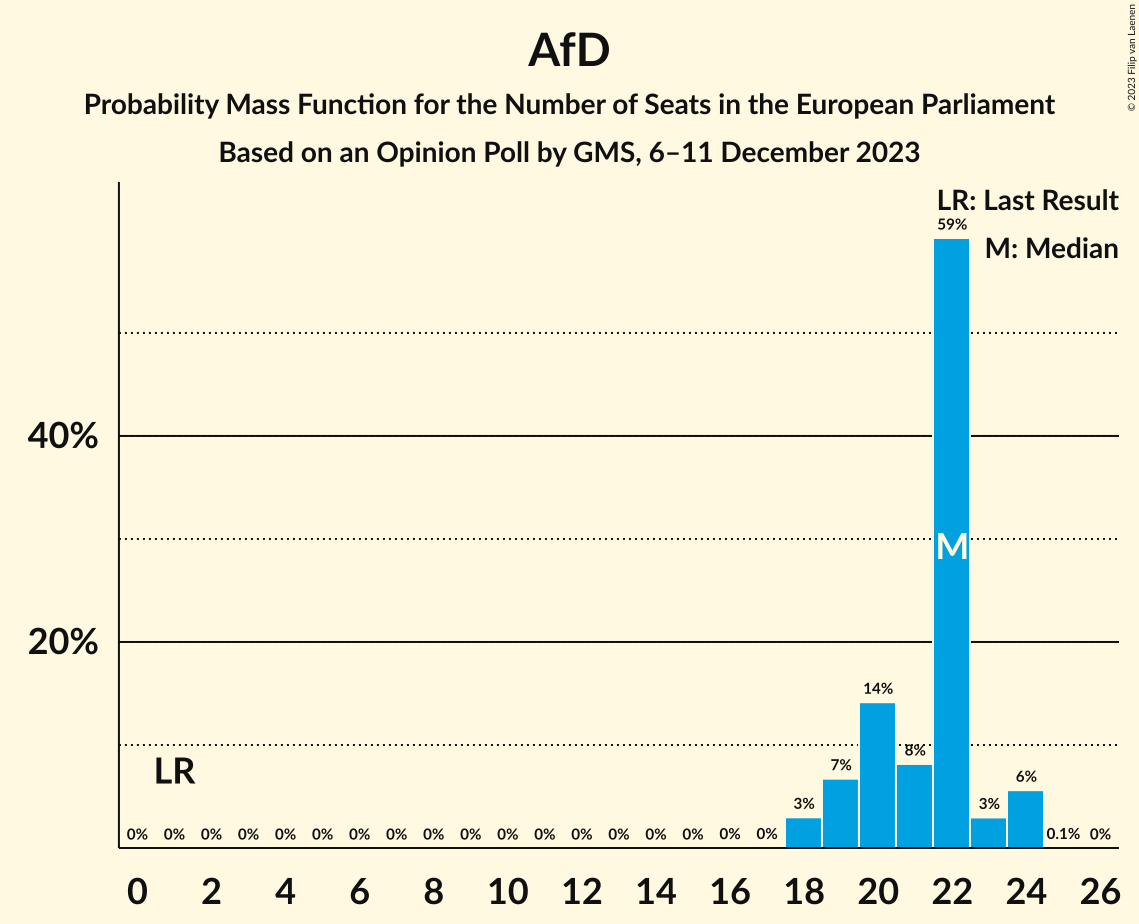 AfD
Probability Mass Function for the Number of Seats in the European Parliament
Based on an Opinion Poll by GMS, 6–11 December 2023
© 2023 Filip van Laenen
LR: Last Result
M: Median
59%
40%
20%
M
LR
14%
8%
7%
6%
3%
3%
0% 0% 0% 0% 0% 0% 0% 0% 0% 0% 0% 0% 0% 0% 0% 0% 0% 0% 0.1% 0%
0 2 4 6 8 10 12 14 16 18 20 22 24 26